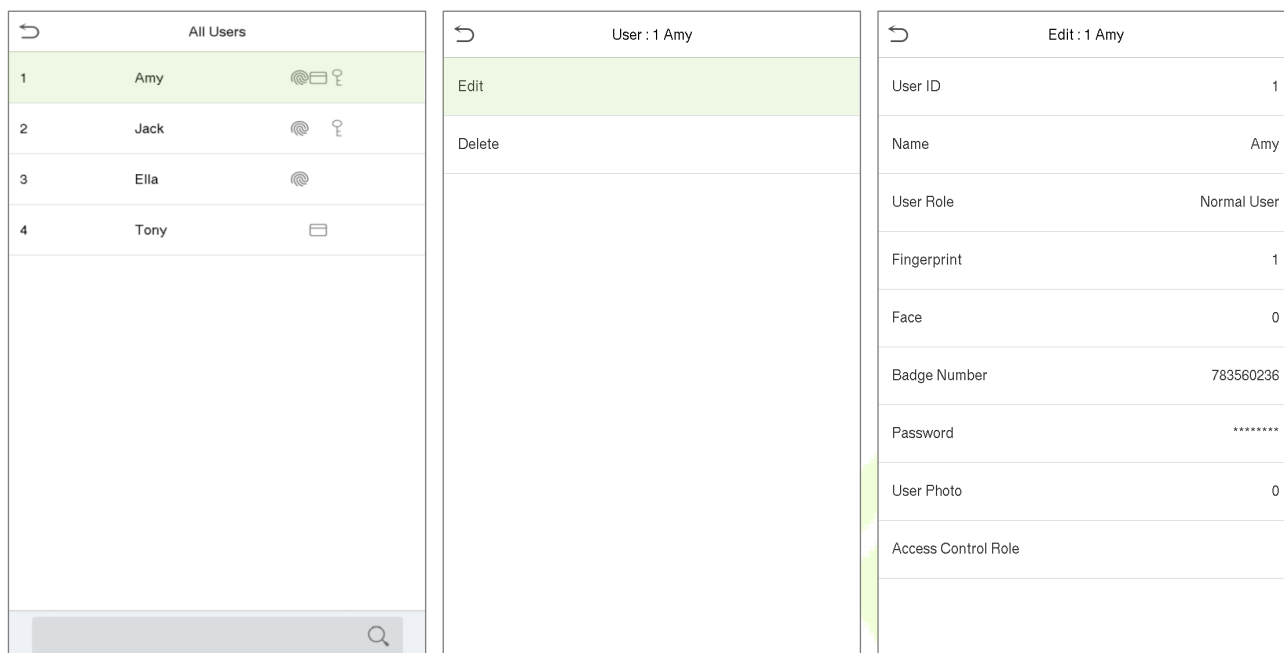 All Users
1 Amy
2 Jack
3 Ella
4 Tony
User : 1 Amy
Edit
Delete
Edit : 1 Amy
User ID 1
Name Amy
User Role Normal User
Fingerprint 1
Face 0
Badge Number 783560236
Password ********
User Photo 0
Access Control Role